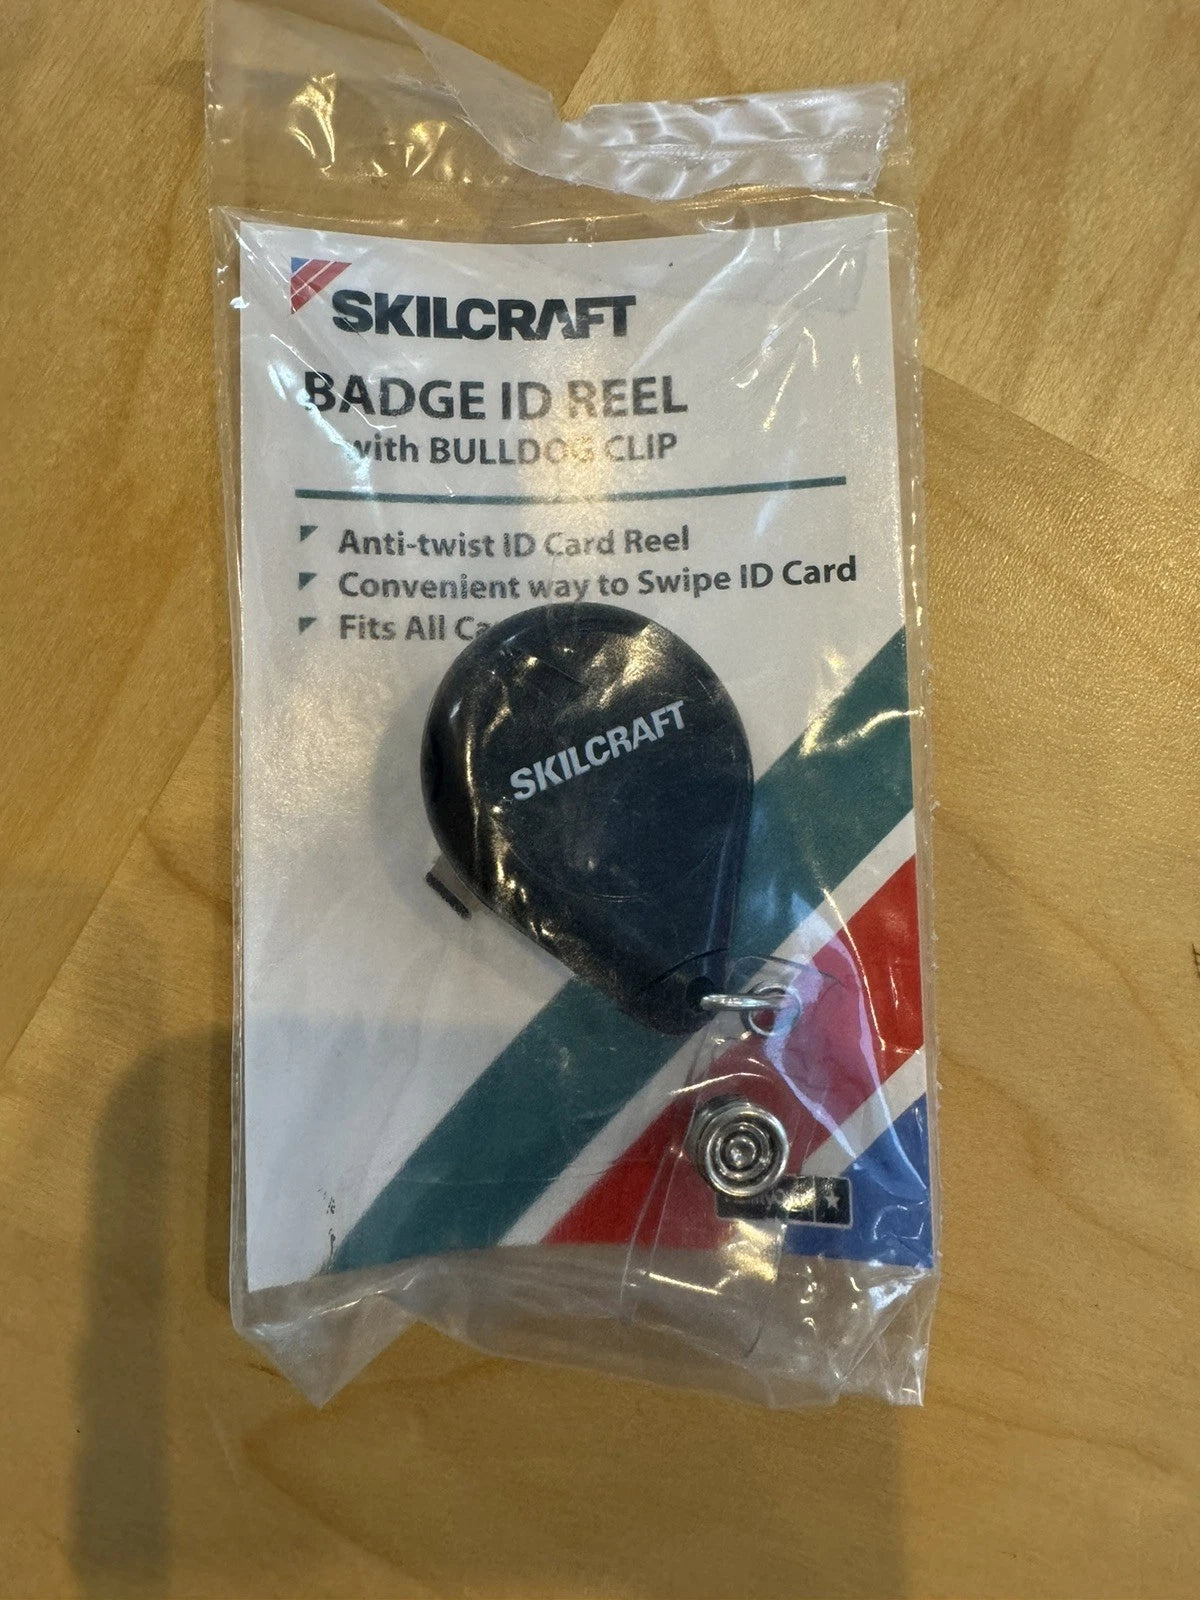 SKILCRAFT
BADGE ID REEL
with BULLDOG CLIP
Anti-twist ID Card Reel
Convenient way to Swipe ID Card
Fits All
SKILCRAFT